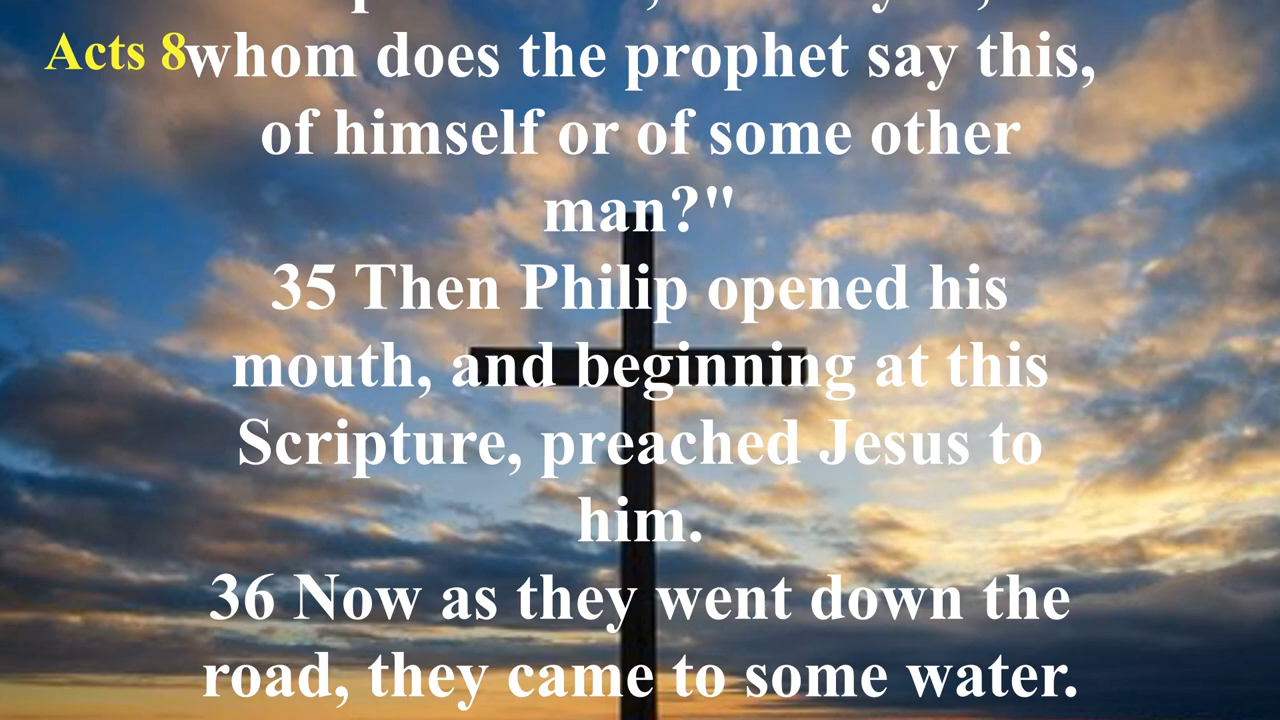 Acts 8
whom does the prophet say this,
of himself or of some other
man?"
35 Then Philip opened his
mouth, and beginning at this
Scripture, preached Jesus to
him.
36 Now as they went down the
road, they came to some water.